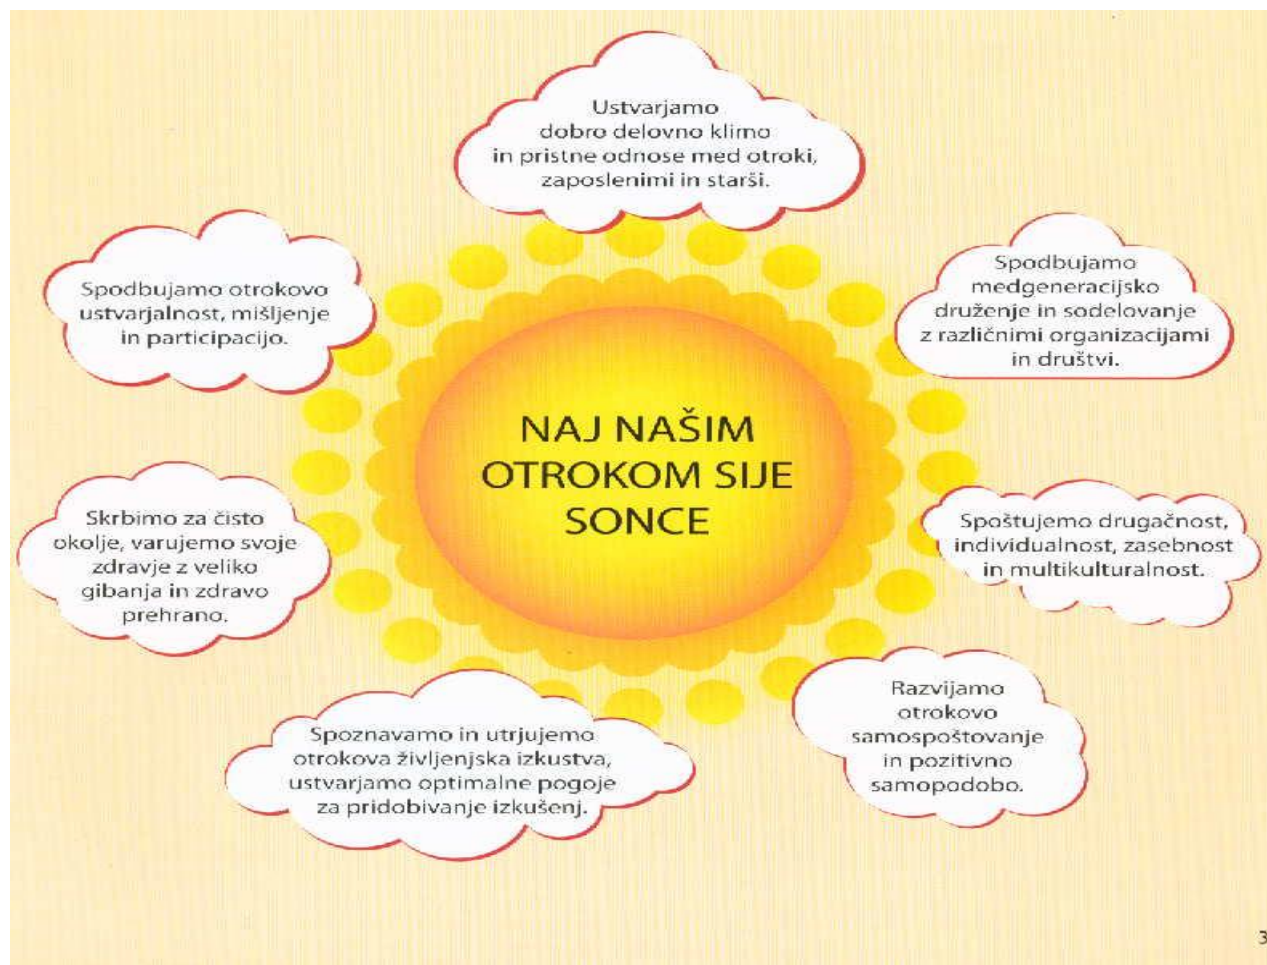 Ustvarjamo
dobro delovno klimo
in pristne odnose med otroki,
zaposlenimi in starši.
Spodbujamo otrokovo
ustvarjalnost, mišljenje
in participacijo.
Spodbujamo
medgeneracijsko
druženje in sodelovanje
z različnimi organizacijami
in društvi.
NAJ NAŠIM
OTROKOM SIJE
SONCE
Skrbimo za čisto
okolje, varujemo svoje
zdravje z veliko
gibanja in zdravo
prehrano.
Spoštujemo drugačnost,
individualnost, zasebnost
in multikulturalnost.
Spoznavamo in utrjujemo
otrokova življenjska izkustva,
ustvarjamo optimalne pogoje
za pridobivanje izkušenj.
Razvijamo
otrokovo
samospoštovanje
in pozitivno
samopodobo.
3